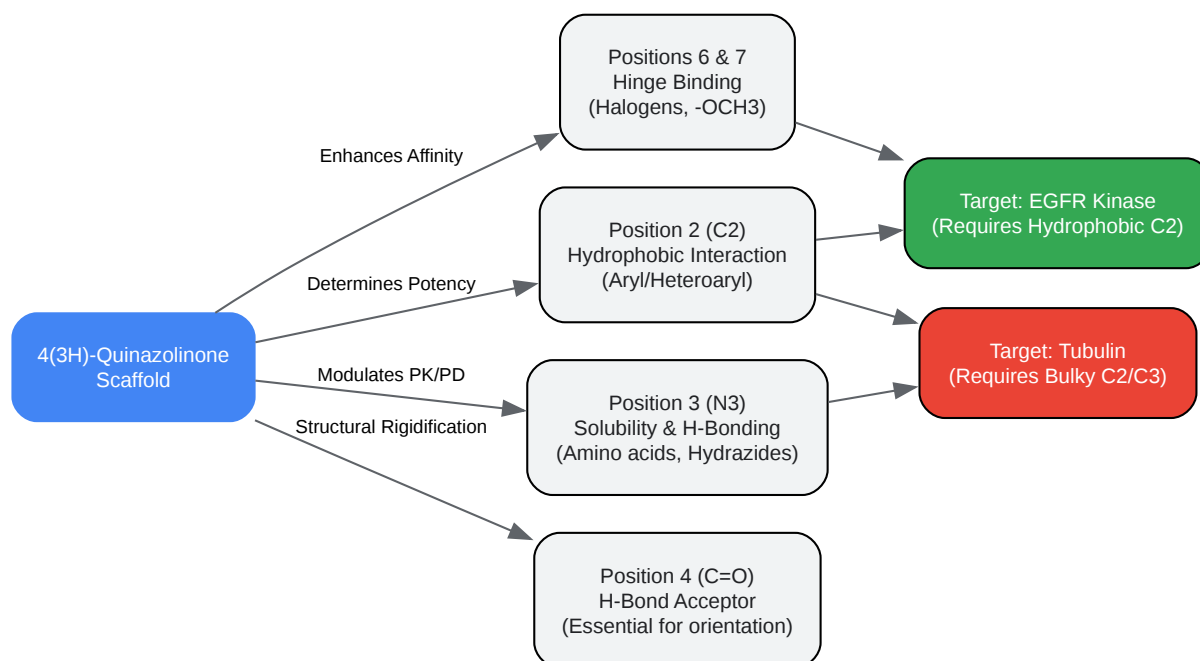 Positions 6 & 7
Hinge Binding
(Halogens, -OCH3)
Enhances Affinity
Target: EGFR Kinase
(Requires Hydrophobic C2)
Position 2 (C2)
Hydrophobic Interaction
(Aryl/Heteroaryl)
Determines Potency
4(3H)-Quinazolinone
Scaffold
Target: Tubulin
(Requires Bulky C2/C3)
Modulates PK/PD
Position 3 (N3)
Solubility & H-Bonding
(Amino acids, Hydrazides)
Structural Rigidification
Position 4 (C=O)
H-Bond Acceptor
(Essential for orientation)